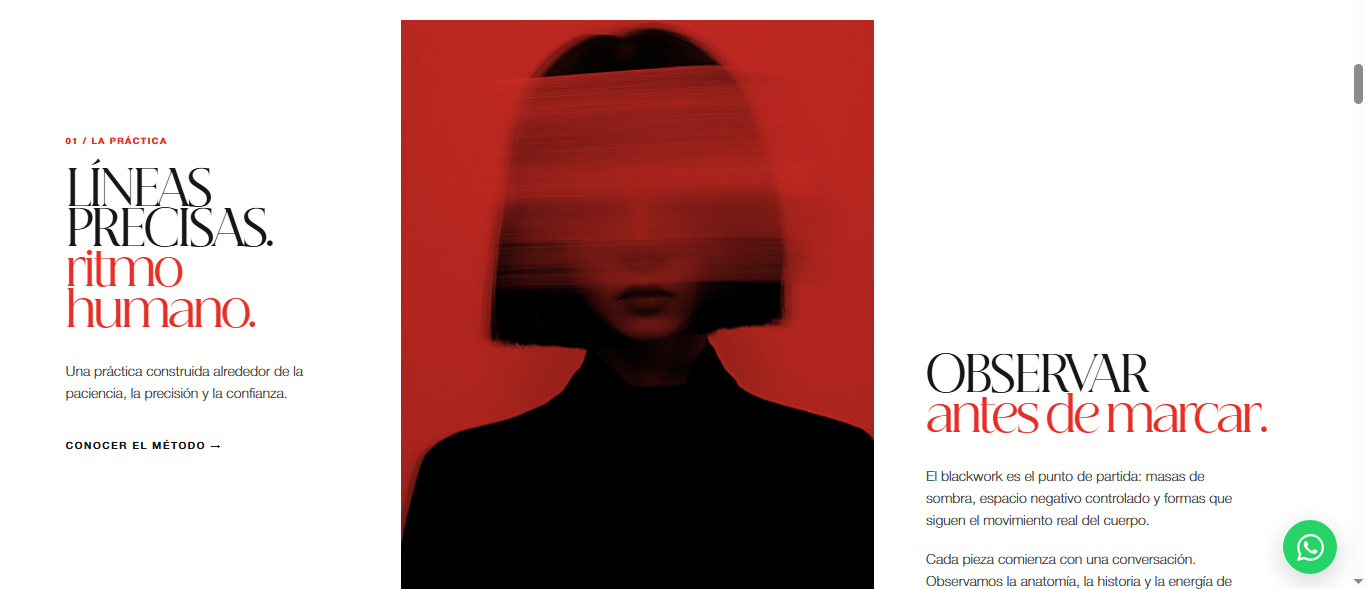 01 / LA PRÁCTICA
LÍNEAS
PRECISAS.
ritmo
humano.
Una práctica construida alrededor de la
paciencia, la precisión y la confianza.
CONOCER EL MÉTODO →
OBSERVAR
antes de marcar.
El blackwork es el punto de partida: masas de
sombra, espacio negativo controlado y formas que
siguen el movimiento real del cuerpo.
Cada pieza comienza con una conversación.
Observamos la anatomía, la historia y la energía de